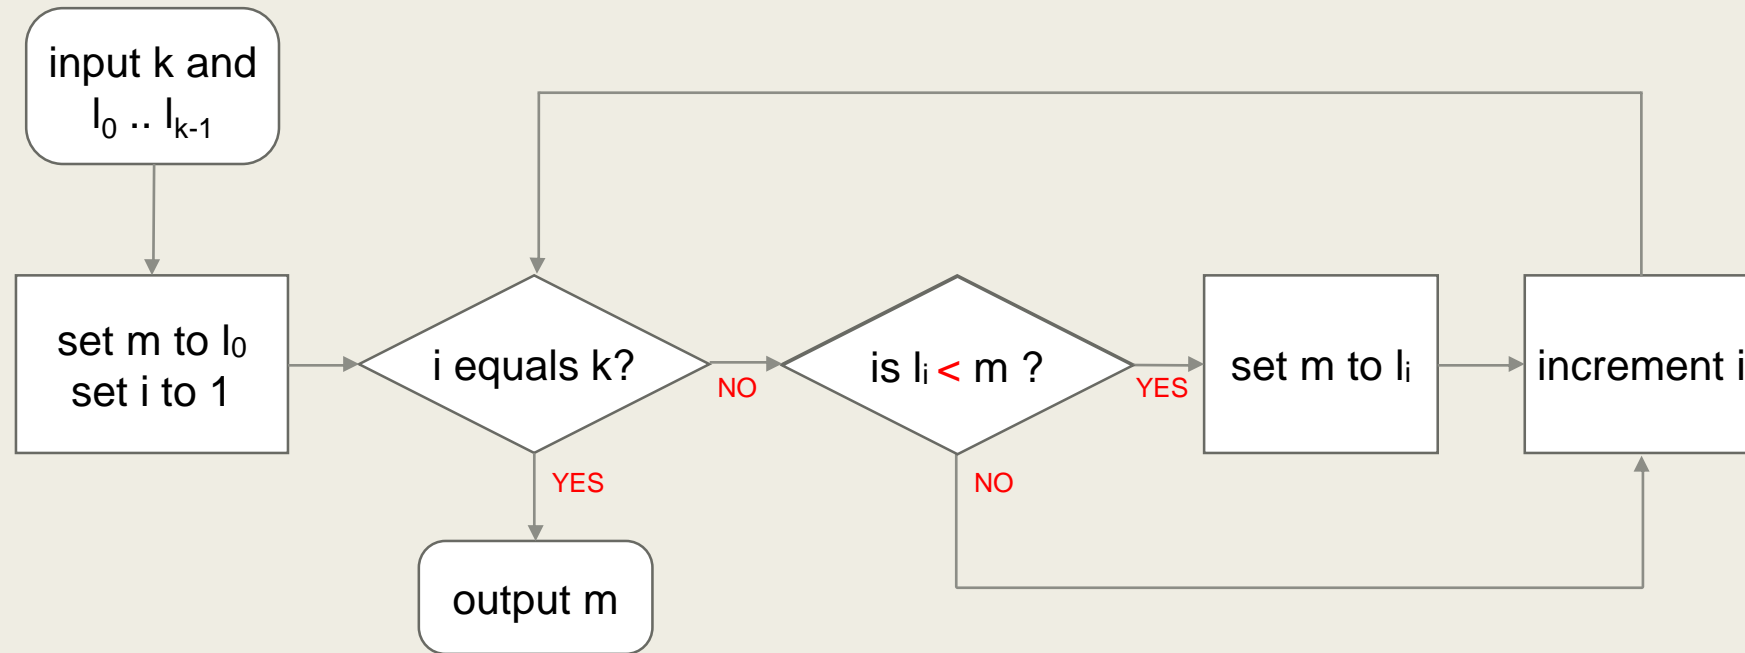 input k and
l₀ .. lₖ₋₁
set m to l₀
set i to 1
i equals k?
NO
is lᵢ < m ?
YES
set m to lᵢ
increment i
YES
NO
output m